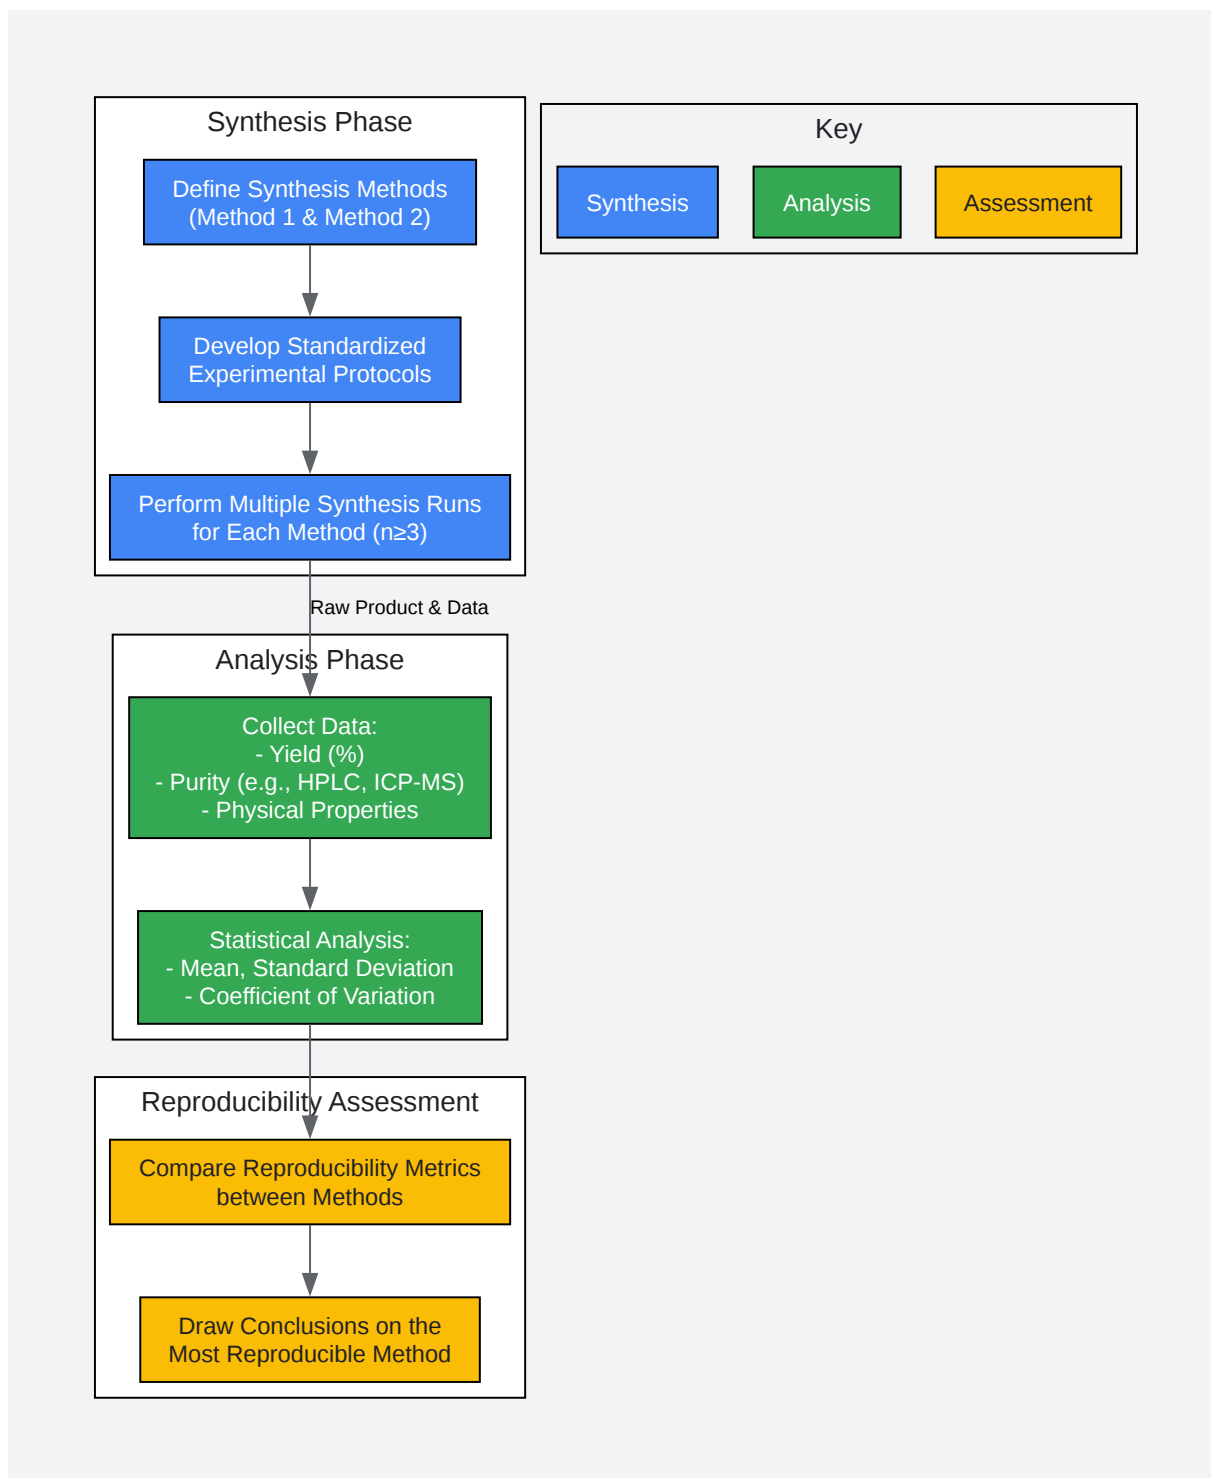 Synthesis Phase
Define Synthesis Methods
(Method 1 & Method 2)
Develop Standardized
Experimental Protocols
Perform Multiple Synthesis Runs
for Each Method (n≥3)
Raw Product & Data
Analysis Phase
Collect Data:
- Yield (%)
- Purity (e.g., HPLC, ICP-MS)
- Physical Properties
Statistical Analysis:
- Mean, Standard Deviation
- Coefficient of Variation
Reproducibility Assessment
Compare Reproducibility Metrics
between Methods
Draw Conclusions on the
Most Reproducible Method
Key
Synthesis
Analysis
Assessment